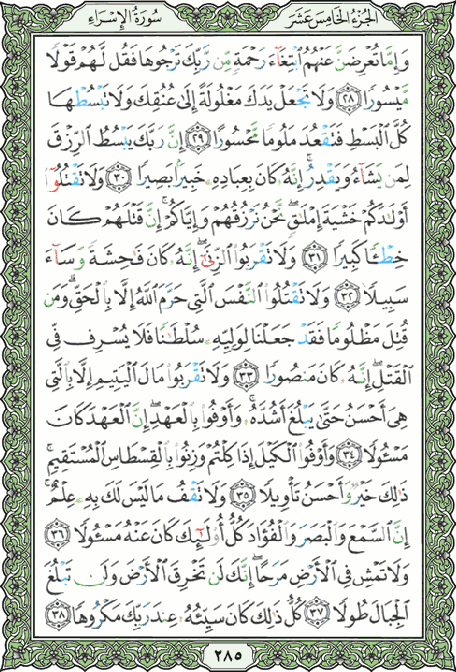 سُورَةُ الإِسْرَاءِ الجُزْءُ الخَامِسَ عَشَرَ
وَإِمَّا تُعْرِضَنَّ عَنْهُمُ ٱبْتِغَآءَ رَحْمَةٍ مِّن رَّبِّكَ تَرْجُوهَا فَقُل لَّهُمْ قَوْلًا
مَّيْسُورًا ٢٨ وَلَا تَجْعَلْ يَدَكَ مَغْلُولَةً إِلَىٰ عُنُقِكَ وَلَا تَبْسُطْهَا
كُلَّ ٱلْبَسْطِ فَتَقْعُدَ مَلُومًا مَّحْسُورًا ٢٩ إِنَّ رَبَّكَ يَبْسُطُ ٱلرِّزْقَ
لِمَن يَشَآءُ وَيَقْدِرُ ۚ إِنَّهُۥ كَانَ بِعِبَادِهِۦ خَبِيرًۢا بَصِيرًا ٣٠ وَلَا تَقْتُلُوٓا۟
أَوْلَٰدَكُمْ خَشْيَةَ إِمْلَٰقٍ ۖ نَّحْنُ نَرْزُقُهُمْ وَإِيَّاكُمْ ۚ إِنَّ قَتْلَهُمْ كَانَ
خِطْـًٔا كَبِيرًا ٣١ وَلَا تَقْرَبُوا۟ ٱلزِّنَىٰٓ ۖ إِنَّهُۥ كَانَ فَٰحِشَةً وَسَآءَ
سَبِيلًا ٣٢ وَلَا تَقْتُلُوا۟ ٱلنَّفْسَ ٱلَّتِى حَرَّمَ ٱللَّهُ إِلَّا بِٱلْحَقِّ ۗ وَمَن
قُتِلَ مَظْلُومًا فَقَدْ جَعَلْنَا لِوَلِيِّهِۦ سُلْطَٰنًا فَلَا يُسْرِف فِّى
ٱلْقَتْلِ ۖ إِنَّهُۥ كَانَ مَنصُورًا ٣٣ وَلَا تَقْرَبُوا۟ مَالَ ٱلْيَتِيمِ إِلَّا بِٱلَّتِى
هِىَ أَحْسَنُ حَتَّىٰ يَبْلُغَ أَشُدَّهُۥ ۚ وَأَوْفُوا۟ بِٱلْعَهْدِ ۖ إِنَّ ٱلْعَهْدَ كَانَ
مَسْـُٔولًا ٣٤ وَأَوْفُوا۟ ٱلْكَيْلَ إِذَا كِلْتُمْ وَزِنُوا۟ بِٱلْقِسْطَاسِ ٱلْمُسْتَقِيمِ ۚ
ذَٰلِكَ خَيْرٌ وَأَحْسَنُ تَأْوِيلًا ٣٥ وَلَا تَقْفُ مَا لَيْسَ لَكَ بِهِۦ عِلْمٌ ۚ
إِنَّ ٱلسَّمْعَ وَٱلْبَصَرَ وَٱلْفُؤَادَ كُلُّ أُو۟لَٰٓئِكَ كَانَ عَنْهُ مَسْـُٔولًا ٣٦
وَلَا تَمْشِ فِى ٱلْأَرْضِ مَرَحًا ۖ إِنَّكَ لَن تَخْرِقَ ٱلْأَرْضَ وَلَن تَبْلُغَ
ٱلْجِبَالَ طُولًا ٣٧ كُلُّ ذَٰلِكَ كَانَ سَيِّئُهُۥ عِندَ رَبِّكَ مَكْرُوهًا ٣٨
٢٨٥